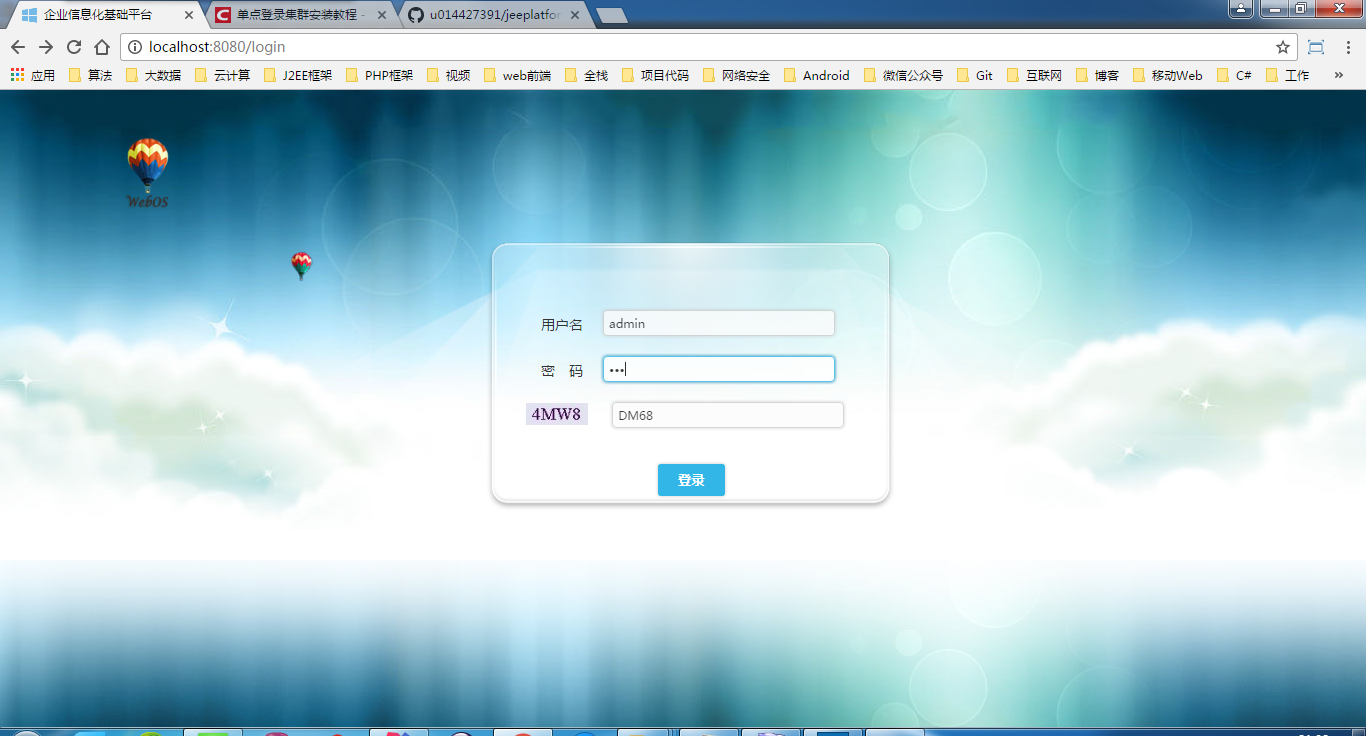 企业信息化基础平台
单点登录集群安装教程 -
u014427391/jeeplatfor
localhost:8080/login
应用 算法 大数据 云计算 J2EE框架 PHP框架 视频 web前端 全栈 项目代码 网络安全 Android 微信公众号 Git 互联网 博客 移动Web C# 工作 »
WebOS
用户名 admin
密 码 •••
4MW8 DM68
登录